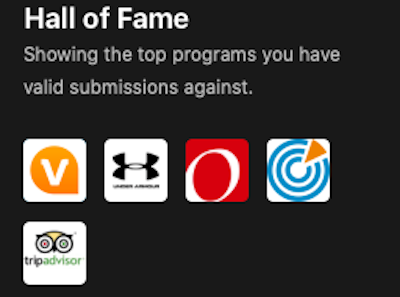 Hall of Fame
Showing the top programs you have
valid submissions against.
V
UNDER ARMOUR
O
tripadvisor